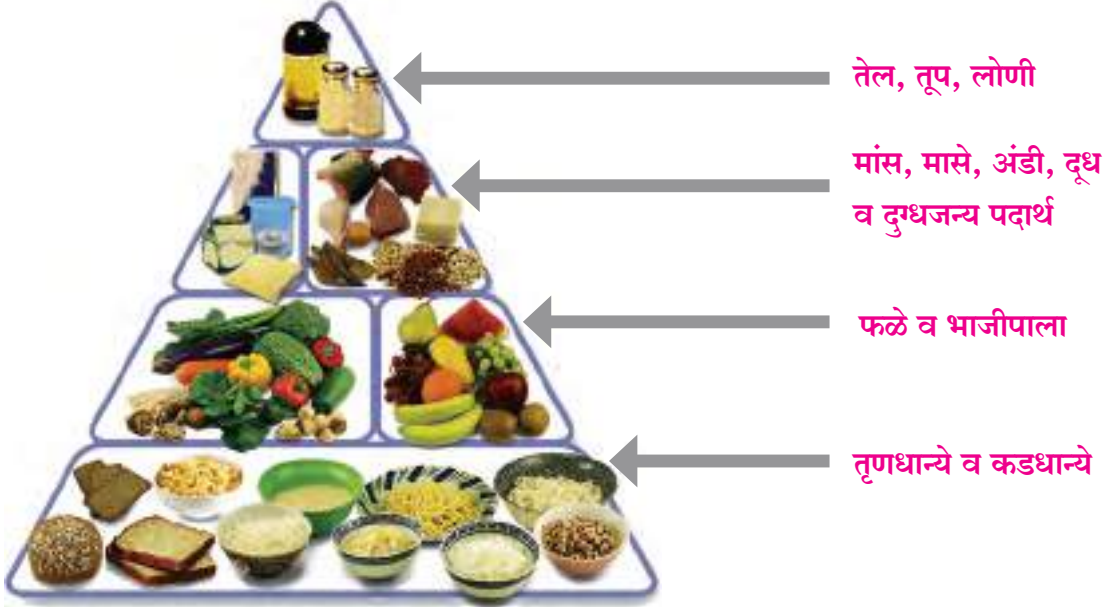 तेल, तूप, लोणी
मांस, मासे, अंडी, दूध
व दुग्धजन्य पदार्थ
फळे व भाजीपाला
तृणधान्ये व कडधान्ये